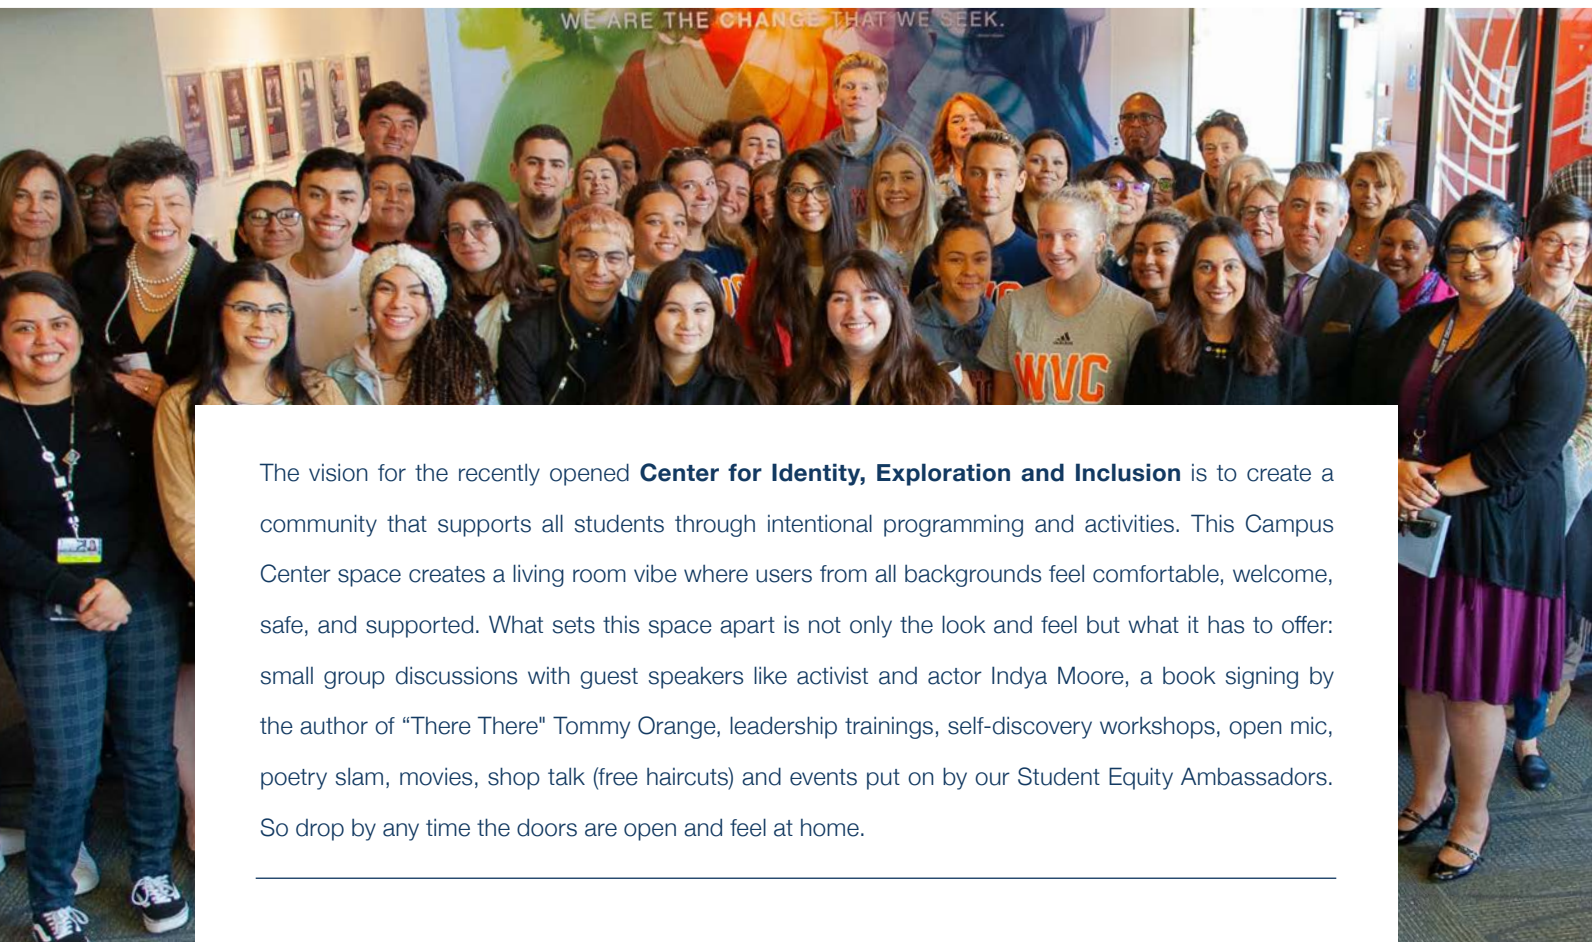 WE ARE THE CHANGE THAT WE SEEK.
WVC
The vision for the recently opened Center for Identity, Exploration and Inclusion is to create a
community that supports all students through intentional programming and activities. This Campus
Center space creates a living room vibe where users from all backgrounds feel comfortable, welcome,
safe, and supported. What sets this space apart is not only the look and feel but what it has to offer:
small group discussions with guest speakers like activist and actor Indya Moore, a book signing by
the author of “There There" Tommy Orange, leadership trainings, self-discovery workshops, open mic,
poetry slam, movies, shop talk (free haircuts) and events put on by our Student Equity Ambassadors.
So drop by any time the doors are open and feel at home.